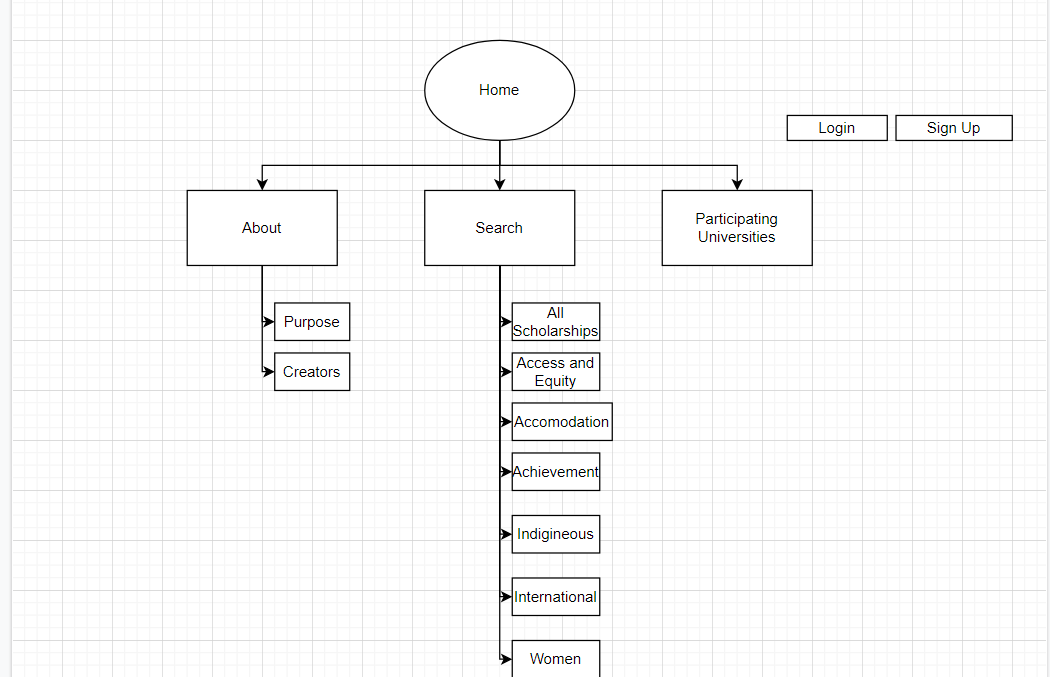 Home
Login
Sign Up
About
Search
Participating
Universities
Purpose
Creators
All
Scholarships
Access and
Equity
Accomodation
Achievement
Indigineous
International
Women